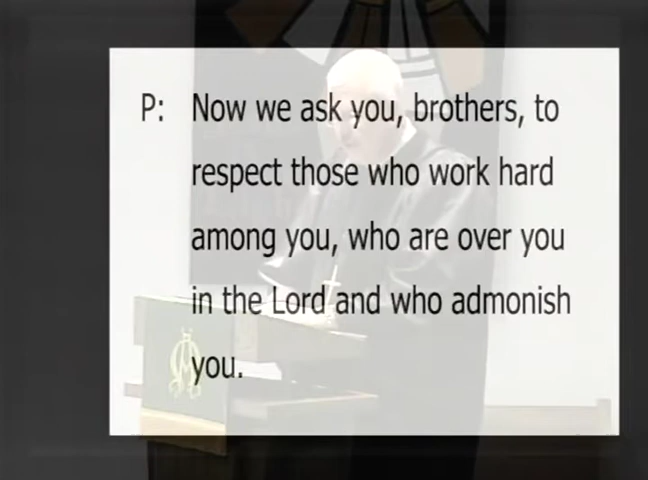 P: Now we ask you, brothers, to
respect those who work hard
among you, who are over you
in the Lord and who admonish
you.